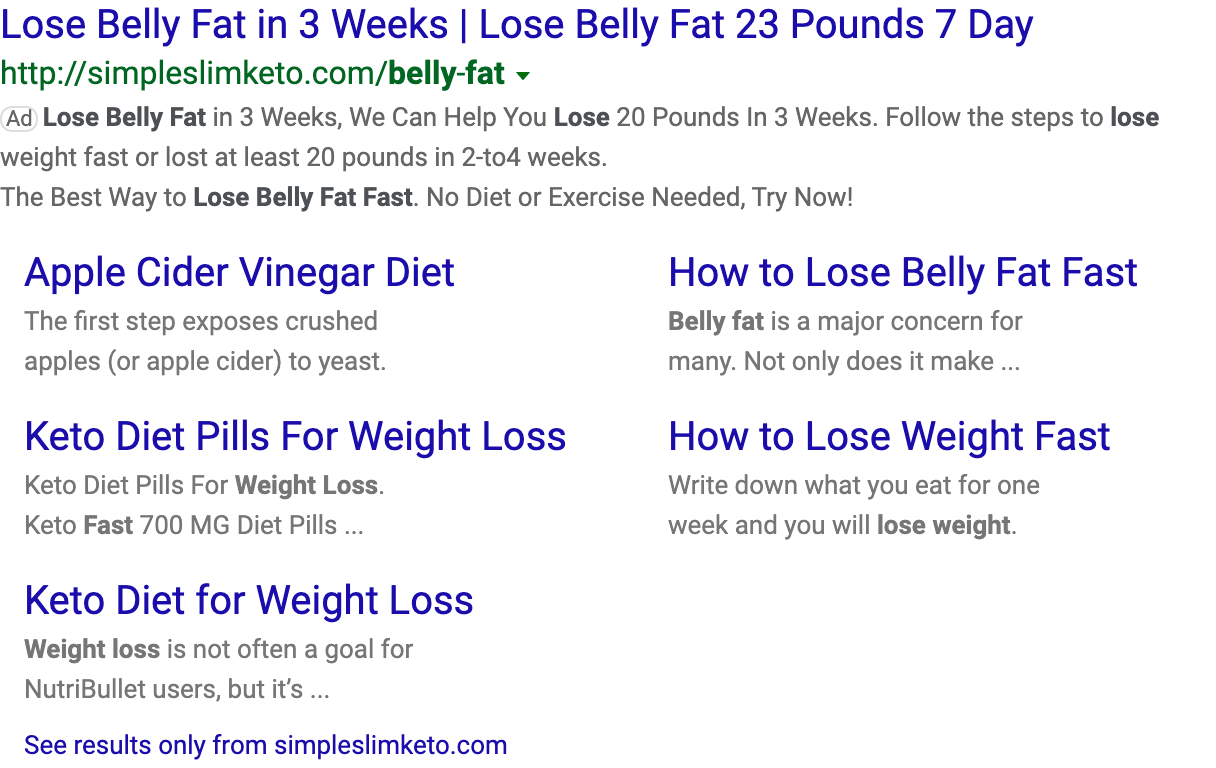 Lose Belly Fat in 3 Weeks | Lose Belly Fat 23 Pounds 7 Day
http://simpleslimketo.com/belly-fat
Ad Lose Belly Fat in 3 Weeks, We Can Help You Lose 20 Pounds In 3 Weeks. Follow the steps to lose
weight fast or lost at least 20 pounds in 2-to4 weeks.
The Best Way to Lose Belly Fat Fast. No Diet or Exercise Needed, Try Now!
Apple Cider Vinegar Diet
The first step exposes crushed
apples (or apple cider) to yeast.
How to Lose Belly Fat Fast
Belly fat is a major concern for
many. Not only does it make ...
Keto Diet Pills For Weight Loss
Keto Diet Pills For Weight Loss.
Keto Fast 700 MG Diet Pills ...
How to Lose Weight Fast
Write down what you eat for one
week and you will lose weight.
Keto Diet for Weight Loss
Weight loss is not often a goal for
NutriBullet users, but it’s ...
See results only from simpleslimketo.com